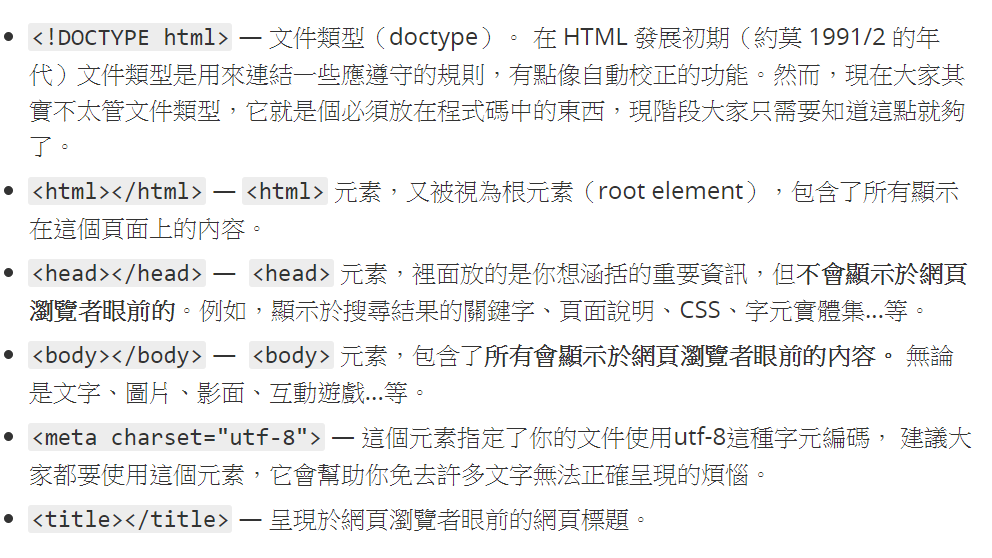 <!DOCTYPE html> — 文件類型（doctype）。 在 HTML 發展初期（約莫 1991/2 的年
代）文件類型是用來連結一些應遵守的規則，有點像自動校正的功能。然而，現在大家其
實不太管文件類型，它就是個必須放在程式碼中的東西，現階段大家只需要知道這點就夠
了。
<html></html> — <html> 元素，又被視為根元素（root element），包含了所有顯示
在這個頁面上的內容。
<head></head> — <head> 元素，裡面放的是你想涵括的重要資訊，但不會顯示於網頁
瀏覽者眼前的。例如，顯示於搜尋結果的關鍵字、頁面說明、CSS、字元實體集...等。
<body></body> — <body> 元素，包含了所有會顯示於網頁瀏覽者眼前的內容。 無論
是文字、圖片、影面、互動遊戲...等。
<meta charset="utf-8"> — 這個元素指定了你的文件使用utf-8這種字元編碼， 建議大
家都要使用這個元素，它會幫助你免去許多文字無法正確呈現的煩惱。
<title></title> — 呈現於網頁瀏覽者眼前的網頁標題。